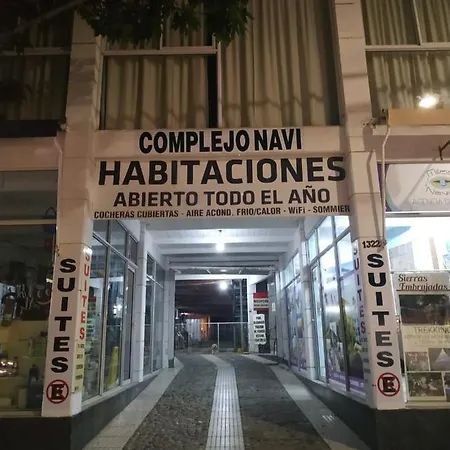 COMPLEJO NAVI
HABITACIONES
ABIERTO TODO EL AÑO
COCHERAS CUBIERTAS - AIRE ACOND. FRIO/CALOR - WiFi - SOMMIER
SUITES
E
1322
SUITES
E
Sierras
Embrujadas
TREKKING